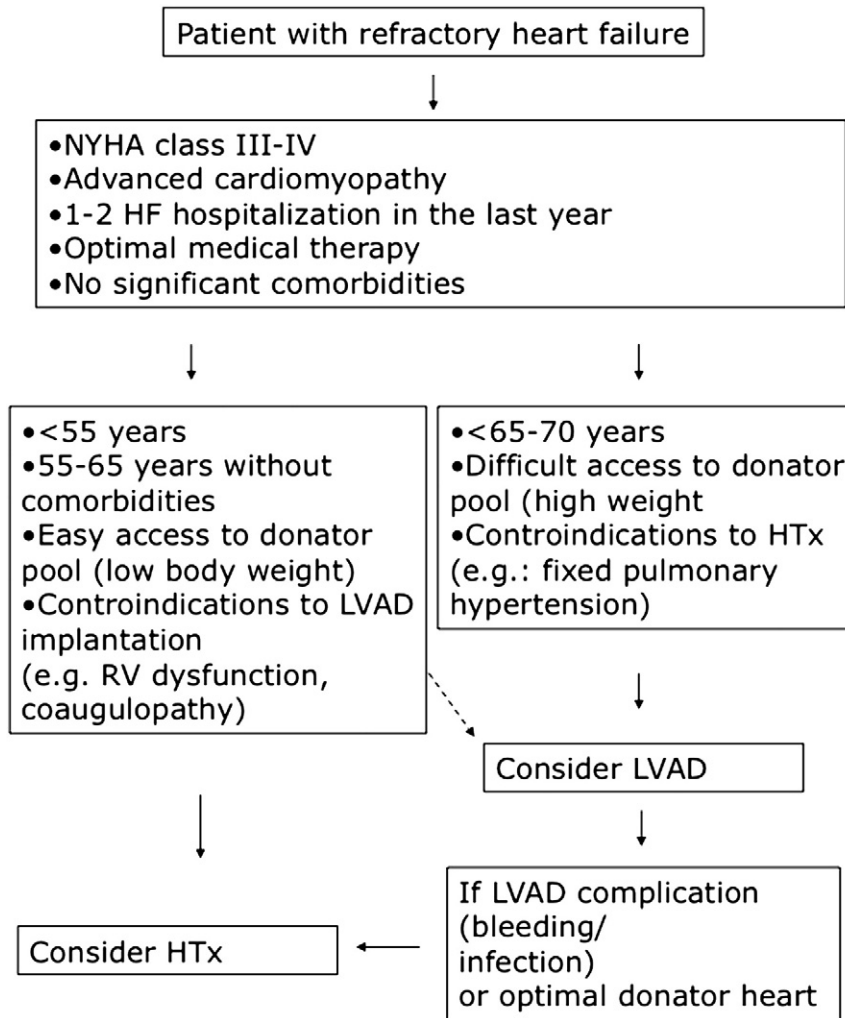 Patient with refractory heart failure
•NYHA class III-IV
•Advanced cardiomyopathy
•1-2 HF hospitalization in the last year
•Optimal medical therapy
•No significant comorbidities
•<55 years
•55-65 years without
comorbidities
•Easy access to donator
pool (low body weight)
•Controindications to LVAD
implantation
(e.g. RV dysfunction,
coaugulopathy)
•<65-70 years
•Difficult access to donator
pool (high weight
•Controindications to HTx
(e.g.: fixed pulmonary
hypertension)
Consider LVAD
If LVAD complication
(bleeding/
infection)
or optimal donator heart
Consider HTx